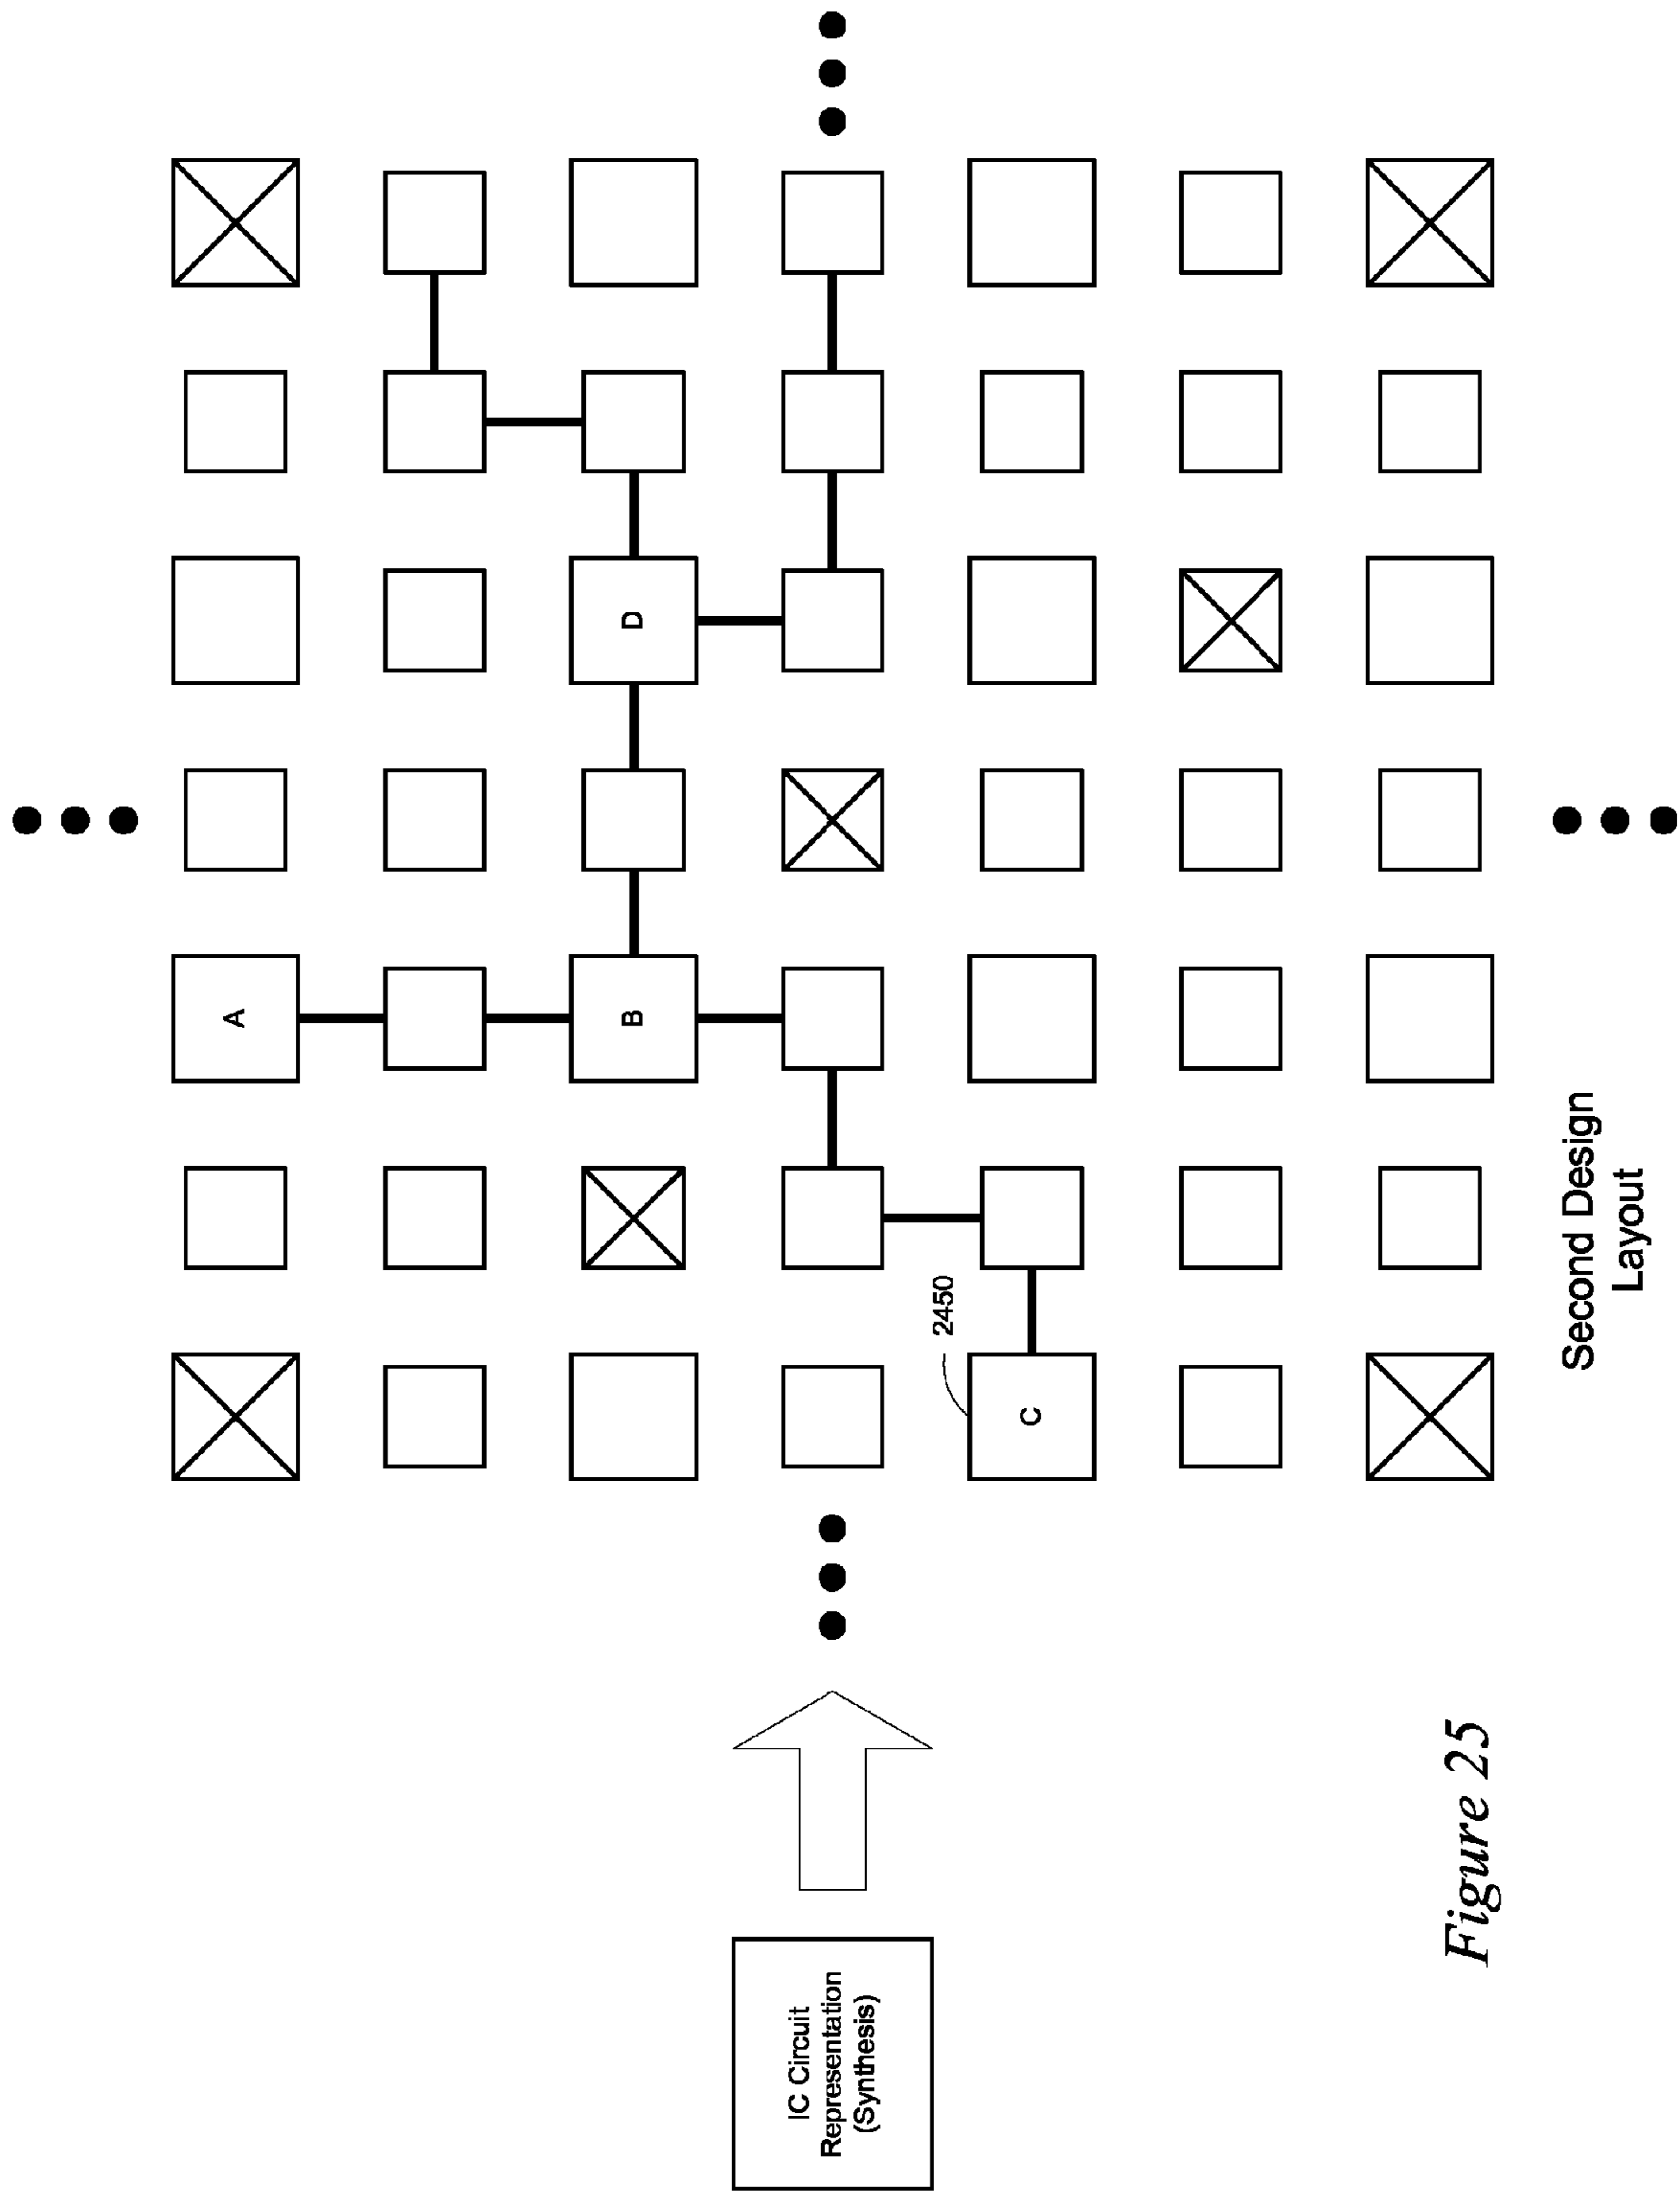 A
B
D
2450
C
IC Circuit
Representation
(Synthesis)
Second Design
Layout
Figure 25